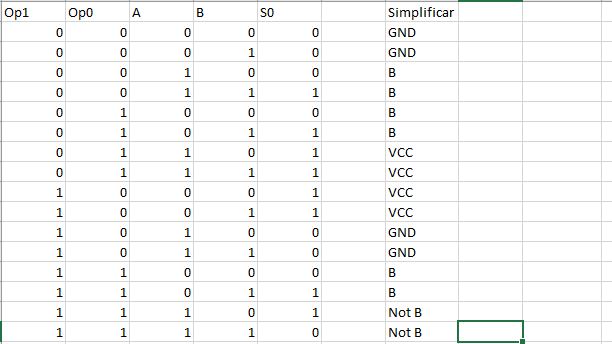 Op1 Op0 A B S0 Simplificar
0 0 0 0 0 GND
0 0 0 1 0 GND
0 0 1 0 0 B
0 0 1 1 1 B
0 1 0 0 0 B
0 1 0 1 1 B
0 1 1 0 1 VCC
0 1 1 1 1 VCC
1 0 0 0 1 VCC
1 0 0 1 1 VCC
1 0 1 0 0 GND
1 0 1 1 0 GND
1 1 0 0 0 B
1 1 0 1 1 B
1 1 1 0 1 Not B
1 1 1 1 0 Not B